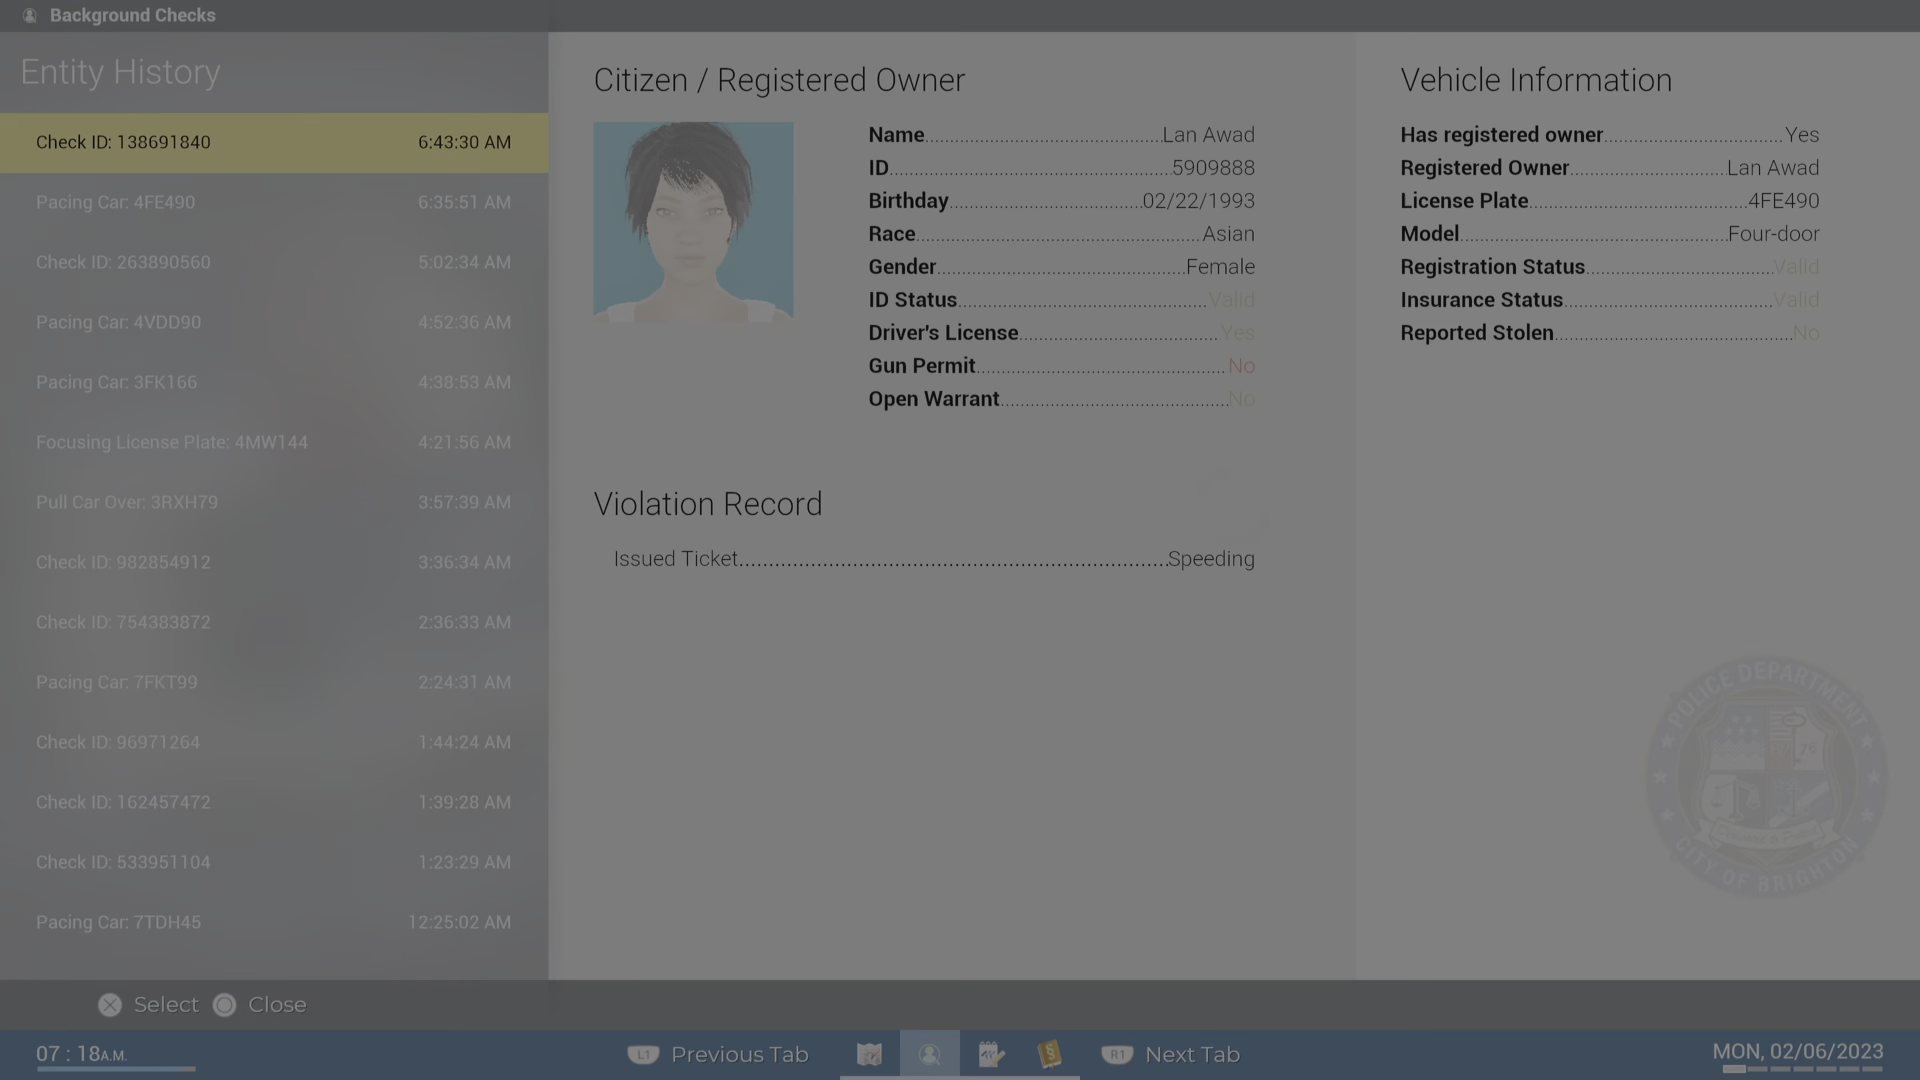 Background Checks
Entity History
Check ID: 138691840 6:43:30 AM
Pacing Car: 4FE490 6:35:51 AM
Check ID: 263890560 5:02:34 AM
Pacing Car: 4VDD90 4:52:36 AM
Pacing Car: 3FK166 4:38:53 AM
Focusing License Plate: 4MW144 4:21:56 AM
Pull Car Over: 3RXH79 3:57:39 AM
Check ID: 982854912 3:36:34 AM
Check ID: 754383872 2:36:33 AM
Pacing Car: 7FKT99 2:24:31 AM
Check ID: 96971264 1:44:24 AM
Check ID: 162457472 1:39:28 AM
Check ID: 533951104 1:23:29 AM
Pacing Car: 7TDH45 12:25:02 AM
Citizen / Registered Owner
Name Lan Awad
ID 5909888
Birthday 02/22/1993
Race Asian
Gender Female
ID Status Valid
Driver's License Yes
Gun Permit No
Open Warrant No
Violation Record
Issued Ticket Speeding
Vehicle Information
Has registered owner Yes
Registered Owner Lan Awad
License Plate 4FE490
Model Four-door
Registration Status Valid
Insurance Status Valid
Reported Stolen No
POLICE DEPARTMENT
76
CITY OF BRIGHTON
Select Close
07 : 18 A.M.
L1 Previous Tab
R1 Next Tab
MON, 02/06/2023